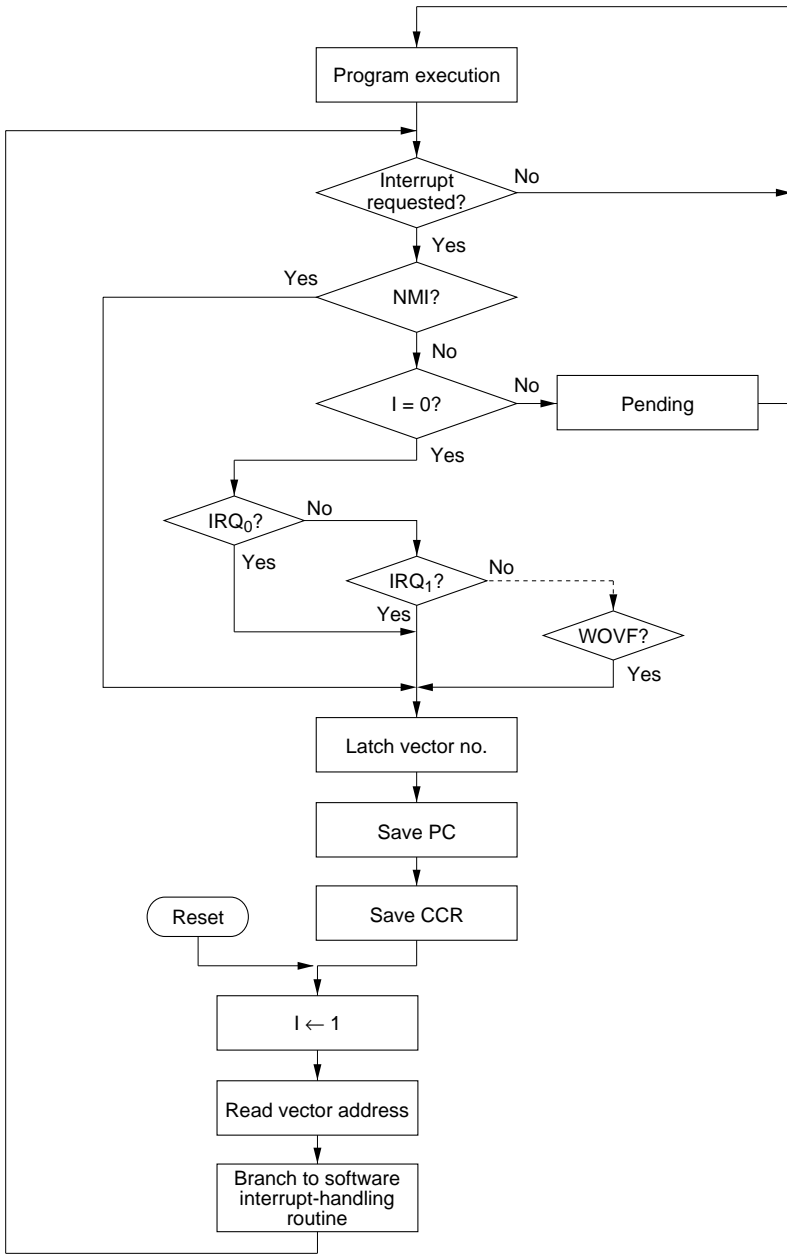 Program execution
Interrupt
requested?
No
Yes
Yes
NMI?
No
I = 0?
No
Pending
Yes
IRQ0?
No
Yes
IRQ1?
No
Yes
WOVF?
Yes
Latch vector no.
Save PC
Save CCR
Reset
I ← 1
Read vector address
Branch to software
interrupt-handling
routine